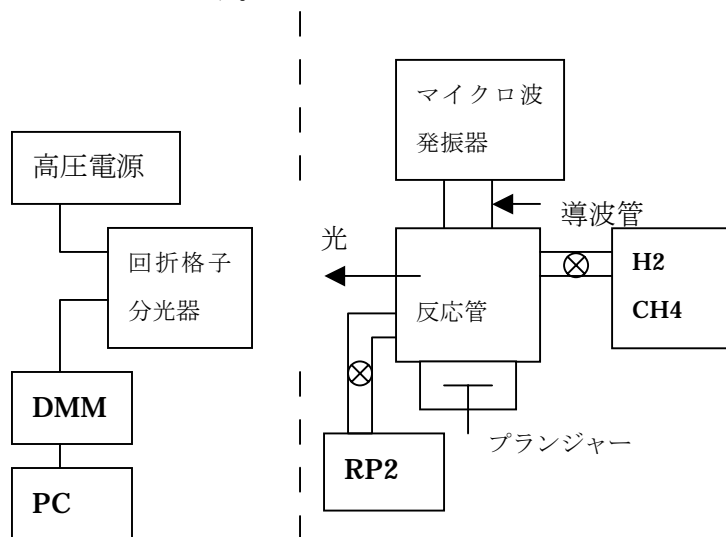 マイクロ波
発振器
高圧電源
導波管
光
回折格子
分光器
H2
CH4
反応管
DMM
プランジャー
RP2
PC